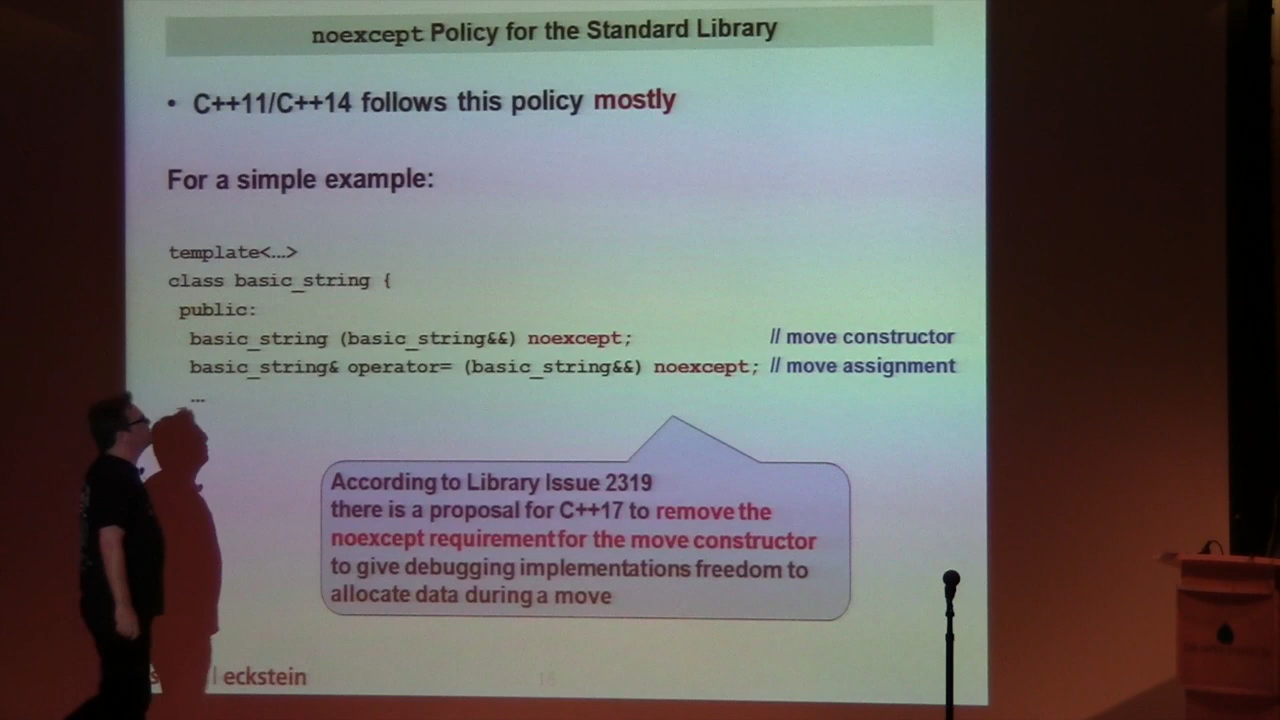 noexcept Policy for the Standard Library
• C++11/C++14 follows this policy mostly
For a simple example:
template<...>
class basic_string {
public:
basic_string (basic_string&&) noexcept; // move constructor
basic_string& operator= (basic_string&&) noexcept; // move assignment
...
According to Library Issue 2319
there is a proposal for C++17 to remove the
noexcept requirement for the move constructor
to give debugging implementations freedom to
allocate data during a move
s | eckstein
16